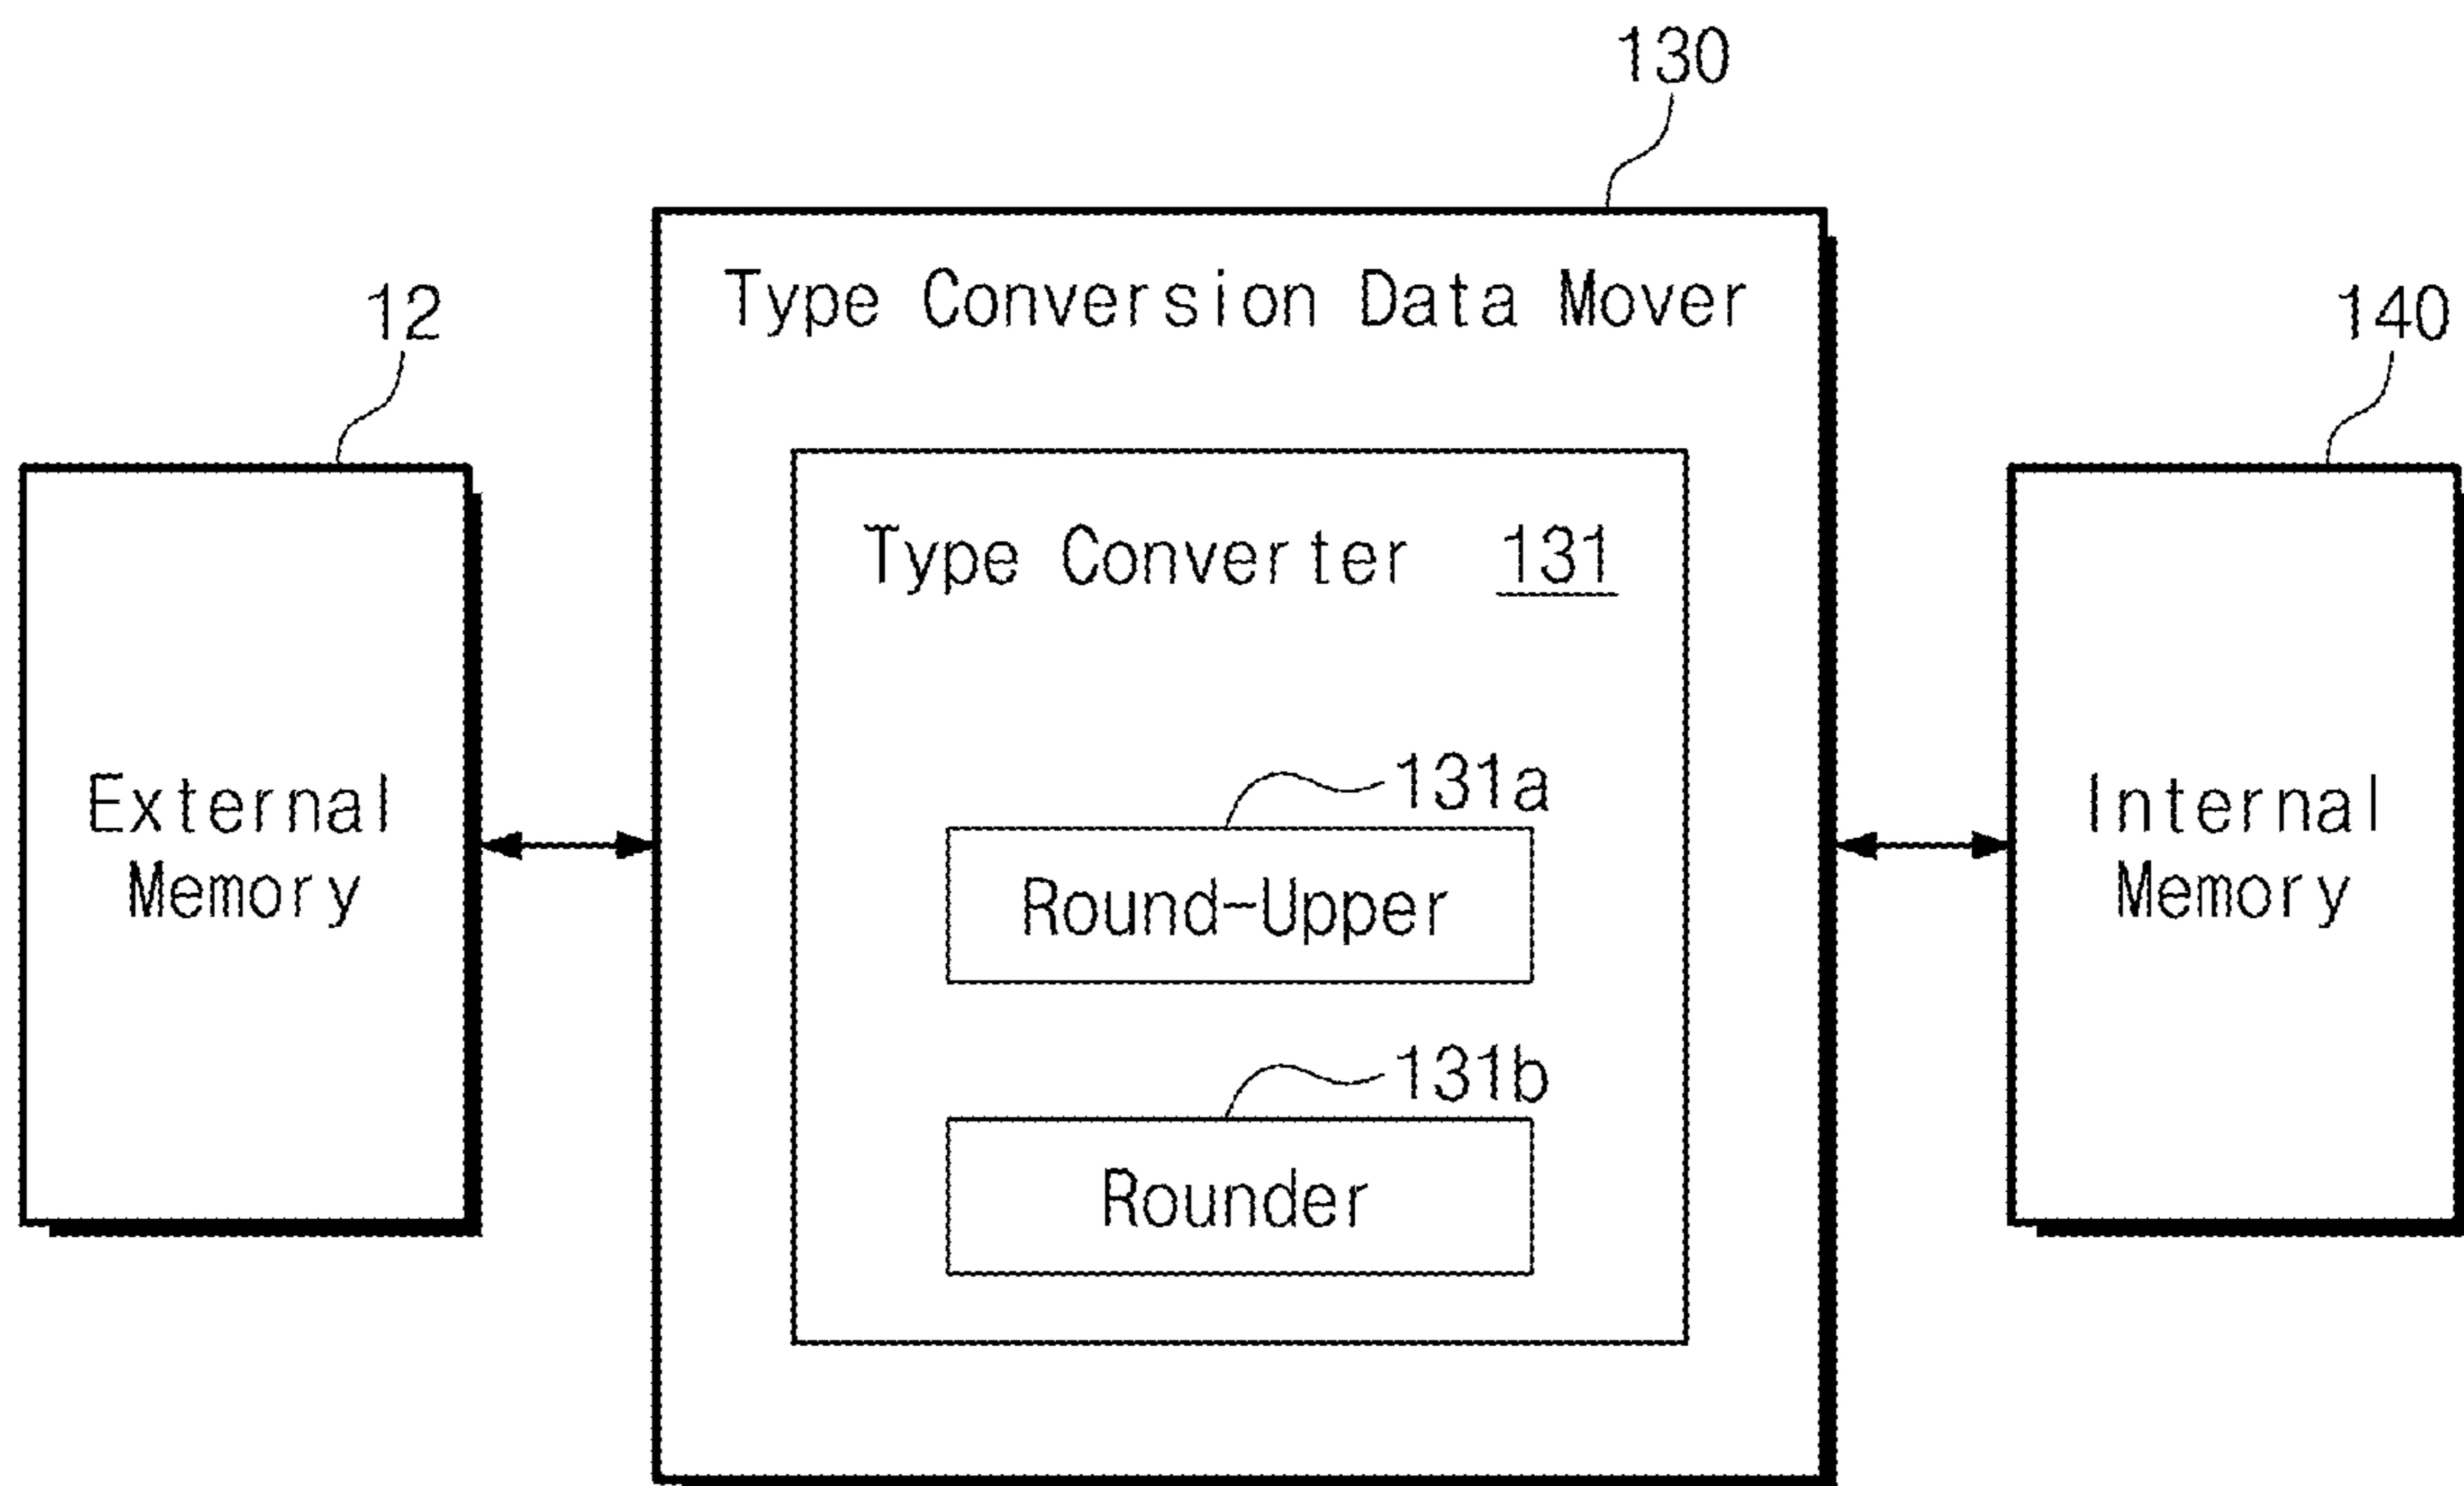 130
Type Conversion Data Mover
12
140
Type Converter 131
131a
External
Memory
Round-Upper
Internal
Memory
131b
Rounder